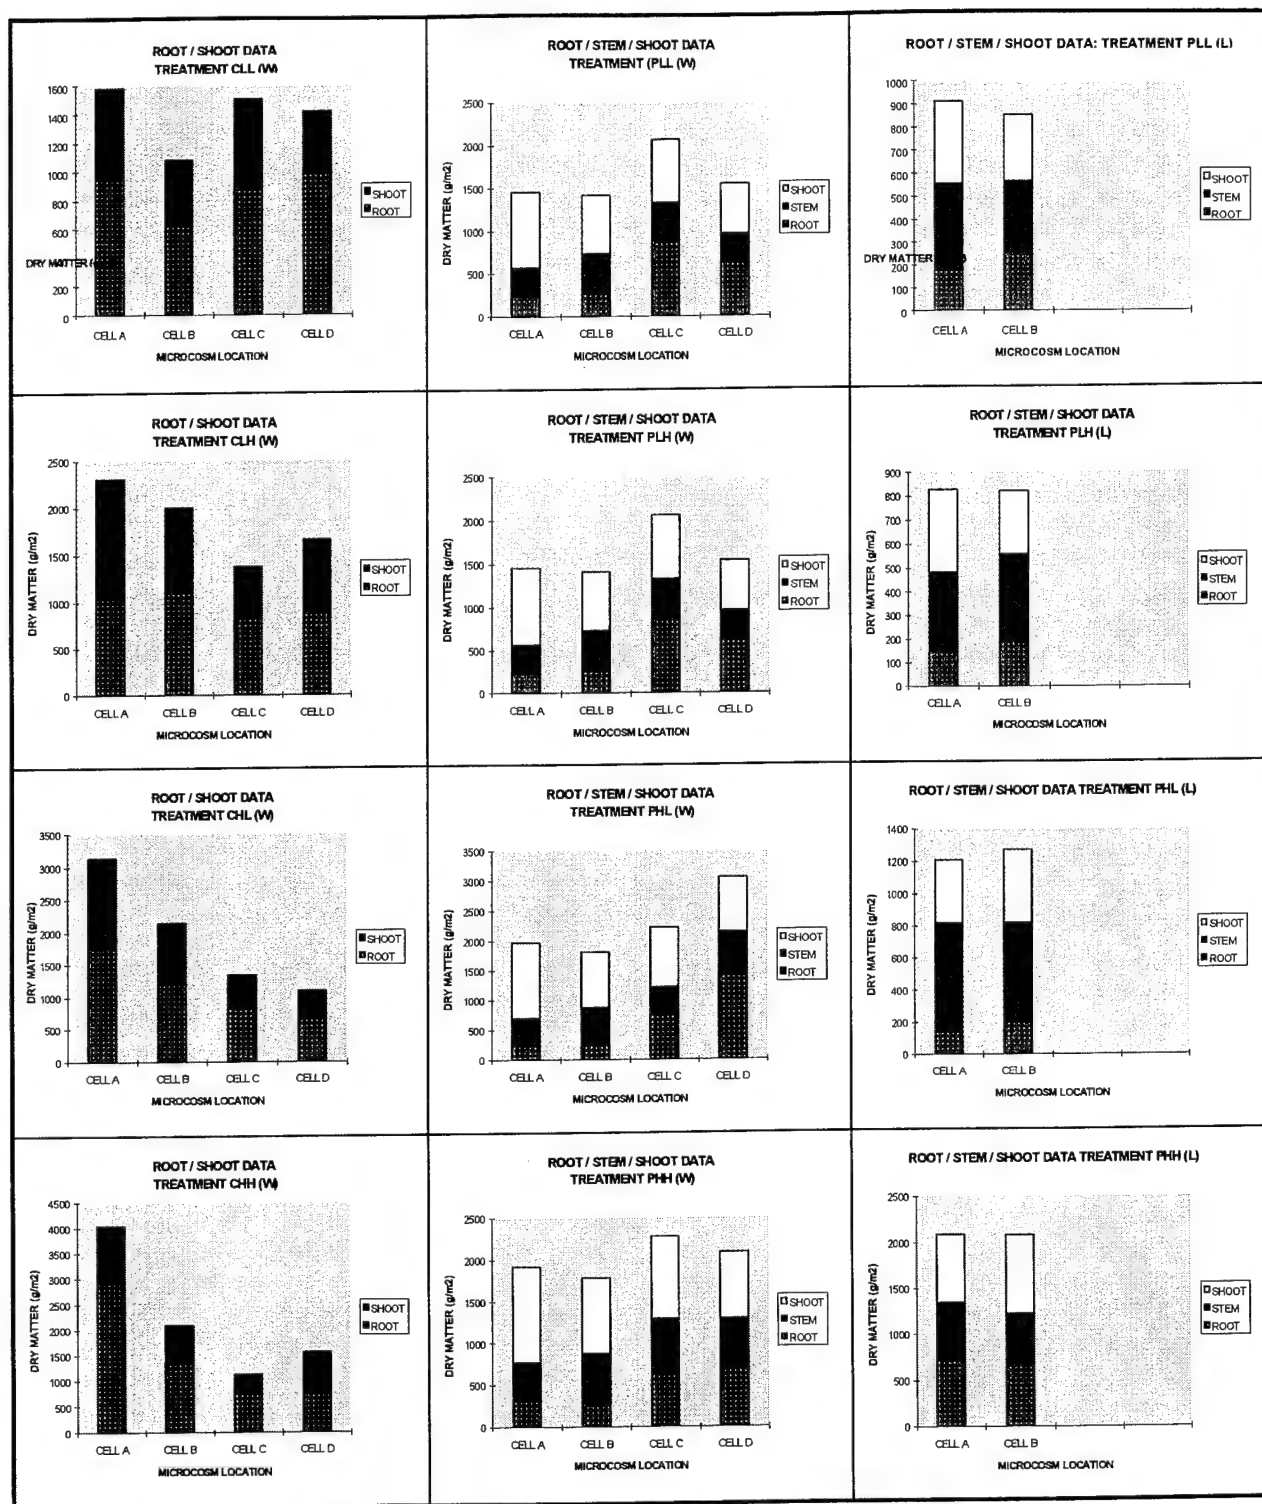 ROOT / SHOOT DATA
TREATMENT CLL (W)
1600
1400
1200
1000
800
600
400
200
0
DRY MATTER (
CELL A CELL B CELL C CELL D
MICROCOSM LOCATION
SHOOT
ROOT
ROOT / STEM / SHOOT DATA
TREATMENT (PLL (W)
2500
2000
1500
1000
500
0
DRY MATTER (g/m2)
CELL A CELL B CELL C CELL D
MICROCOSM LOCATION
SHOOT
STEM
ROOT
ROOT / STEM / SHOOT DATA: TREATMENT PLL (L)
1000
900
800
700
600
500
400
300
200
100
0
DRY MATTER
CELL A CELL B
MICROCOSM LOCATION
SHOOT
STEM
ROOT
ROOT / SHOOT DATA
TREATMENT CLH (W)
2500
2000
1500
1000
500
0
DRY MATTER (g/m2)
CELL A CELL B CELL C CELL D
MICROCOSM LOCATION
SHOOT
ROOT
ROOT / STEM / SHOOT DATA
TREATMENT PLH (W)
2500
2000
1500
1000
500
0
DRY MATTER (g/m2)
CELL A CELL B CELL C CELL D
MICROCOSM LOCATION
SHOOT
STEM
ROOT
ROOT / STEM / SHOOT DATA
TREATMENT PLH (L)
900
800
700
600
500
400
300
200
100
0
DRY MATTER (g/m2)
CELL A CELL B
MICROCOSM LOCATION
SHOOT
STEM
ROOT
ROOT / SHOOT DATA
TREATMENT CHL (W)
3500
3000
2500
2000
1500
1000
500
0
DRY MATTER (g/m2)
CELL A CELL B CELL C CELL D
MICROCOSM LOCATION
SHOOT
ROOT
ROOT / STEM / SHOOT DATA
TREATMENT PHL (W)
3500
3000
2500
2000
1500
1000
500
0
DRY MATTER (g/m2)
CELL A CELL B CELL C CELL D
MICROCOSM LOCATION
SHOOT
STEM
ROOT
ROOT / STEM / SHOOT DATA TREATMENT PHL (L)
1400
1200
1000
800
600
400
200
0
DRY MATTER (g/m2)
CELL A CELL B
MICROCOSM LOCATION
SHOOT
STEM
ROOT
ROOT / SHOOT DATA
TREATMENT CHH (W)
4500
4000
3500
3000
2500
2000
1500
1000
500
0
DRY MATTER (g/m2)
CELL A CELL B CELL C CELL D
MICROCOSM LOCATION
SHOOT
ROOT
ROOT / STEM / SHOOT DATA
TREATMENT PHH (W)
2500
2000
1500
1000
500
0
DRY MATTER (g/m2)
CELL A CELL B CELL C CELL D
MICROCOSM LOCATION
SHOOT
STEM
ROOT
ROOT / STEM / SHOOT DATA TREATMENT PHH (L)
2500
2000
1500
1000
500
0
DRY MATTER (g/m2)
CELL A CELL B
MICROCOSM LOCATION
SHOOT
STEM
ROOT